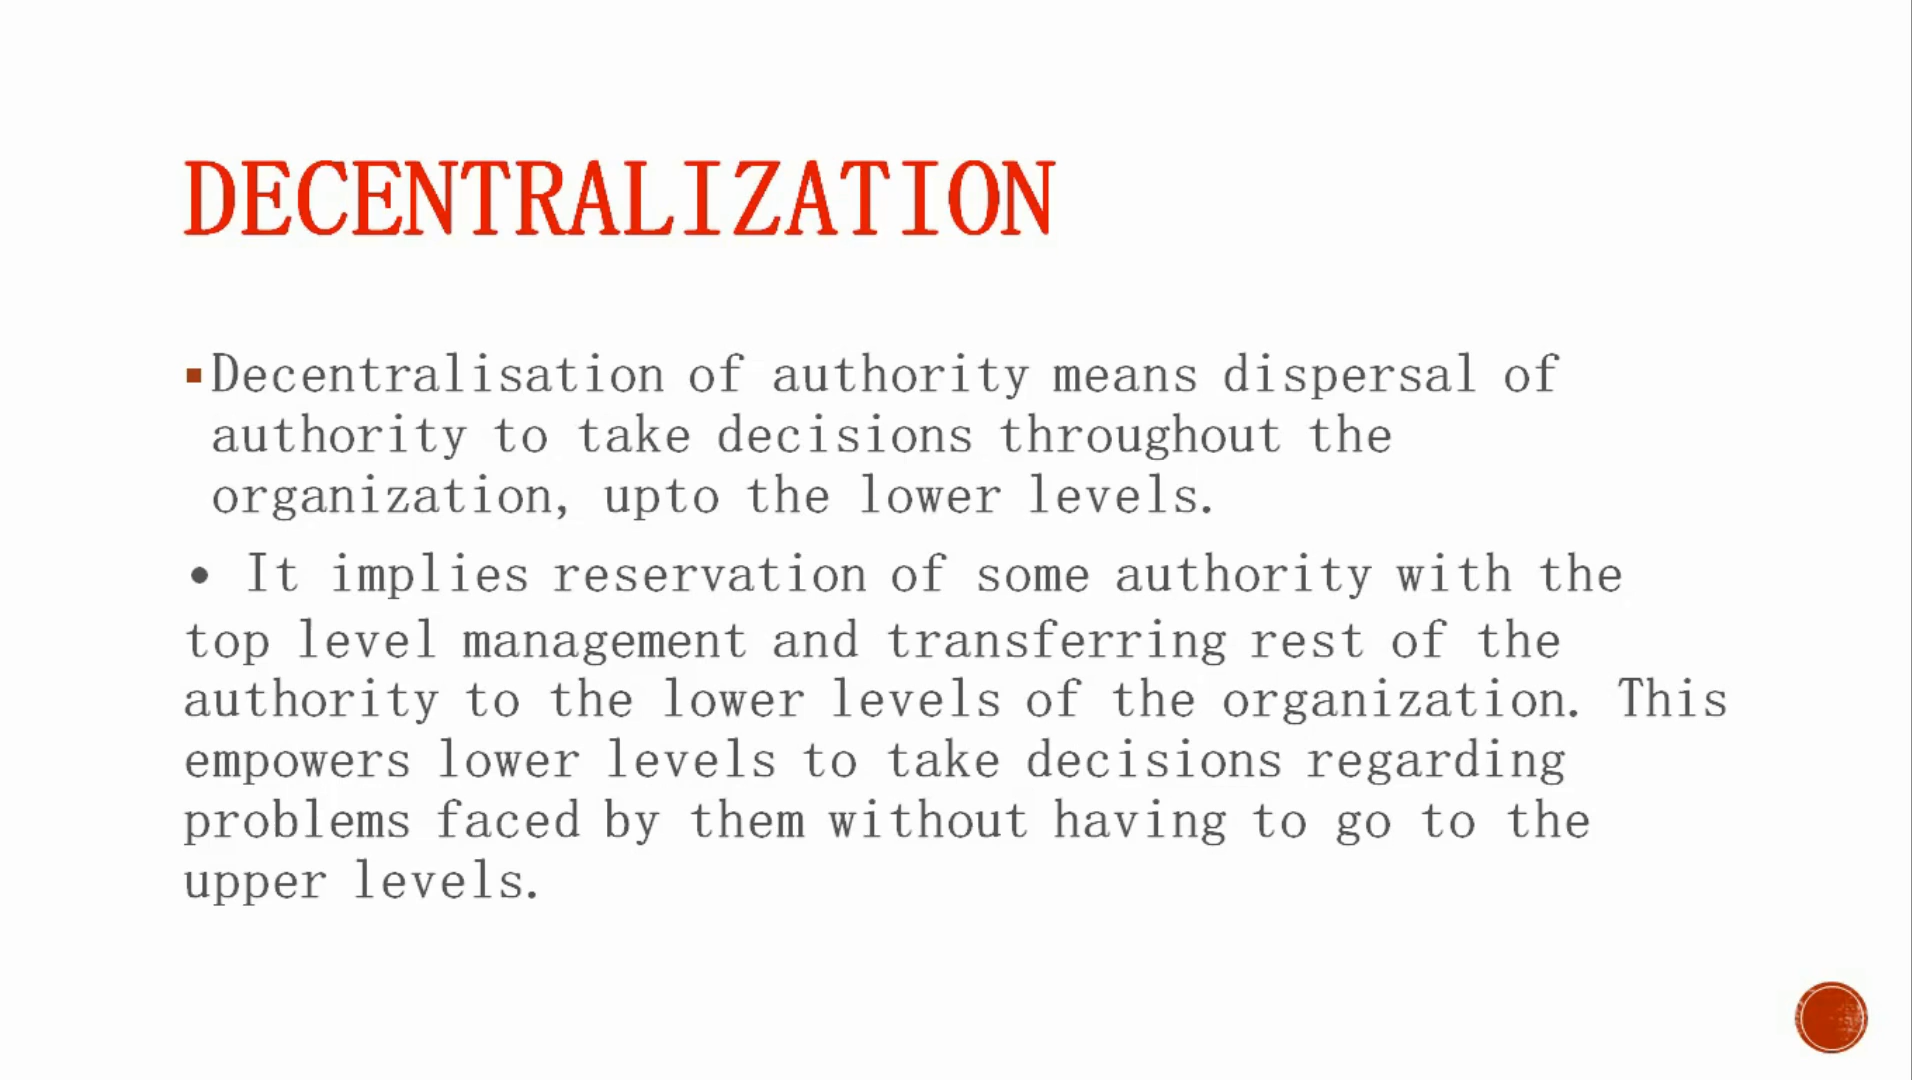 DECENTRALIZATION
▪Decentralisation of authority means dispersal of
authority to take decisions throughout the
organization, upto the lower levels.
• It implies reservation of some authority with the
top level management and transferring rest of the
authority to the lower levels of the organization. This
empowers lower levels to take decisions regarding
problems faced by them without having to go to the
upper levels.